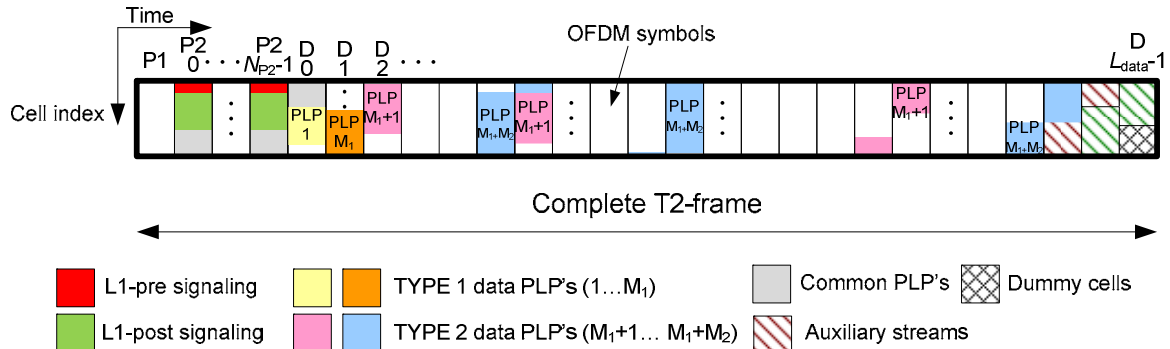 Time
OFDM symbols
P1 P2 0 ··· P2 N_P2-1 D 0 D 1 D 2 ··· D L_data-1
Cell index
PLP 1
PLP M₁
PLP M₁+1
PLP M₁+M₂
PLP M₁+1
PLP M₁+M₂
PLP M₁+1
PLP M₁+M₂
Complete T2-frame
L1-pre signaling
TYPE 1 data PLP's (1...M₁)
Common PLP's
Dummy cells
L1-post signaling
TYPE 2 data PLP's (M₁+1... M₁+M₂)
Auxiliary streams